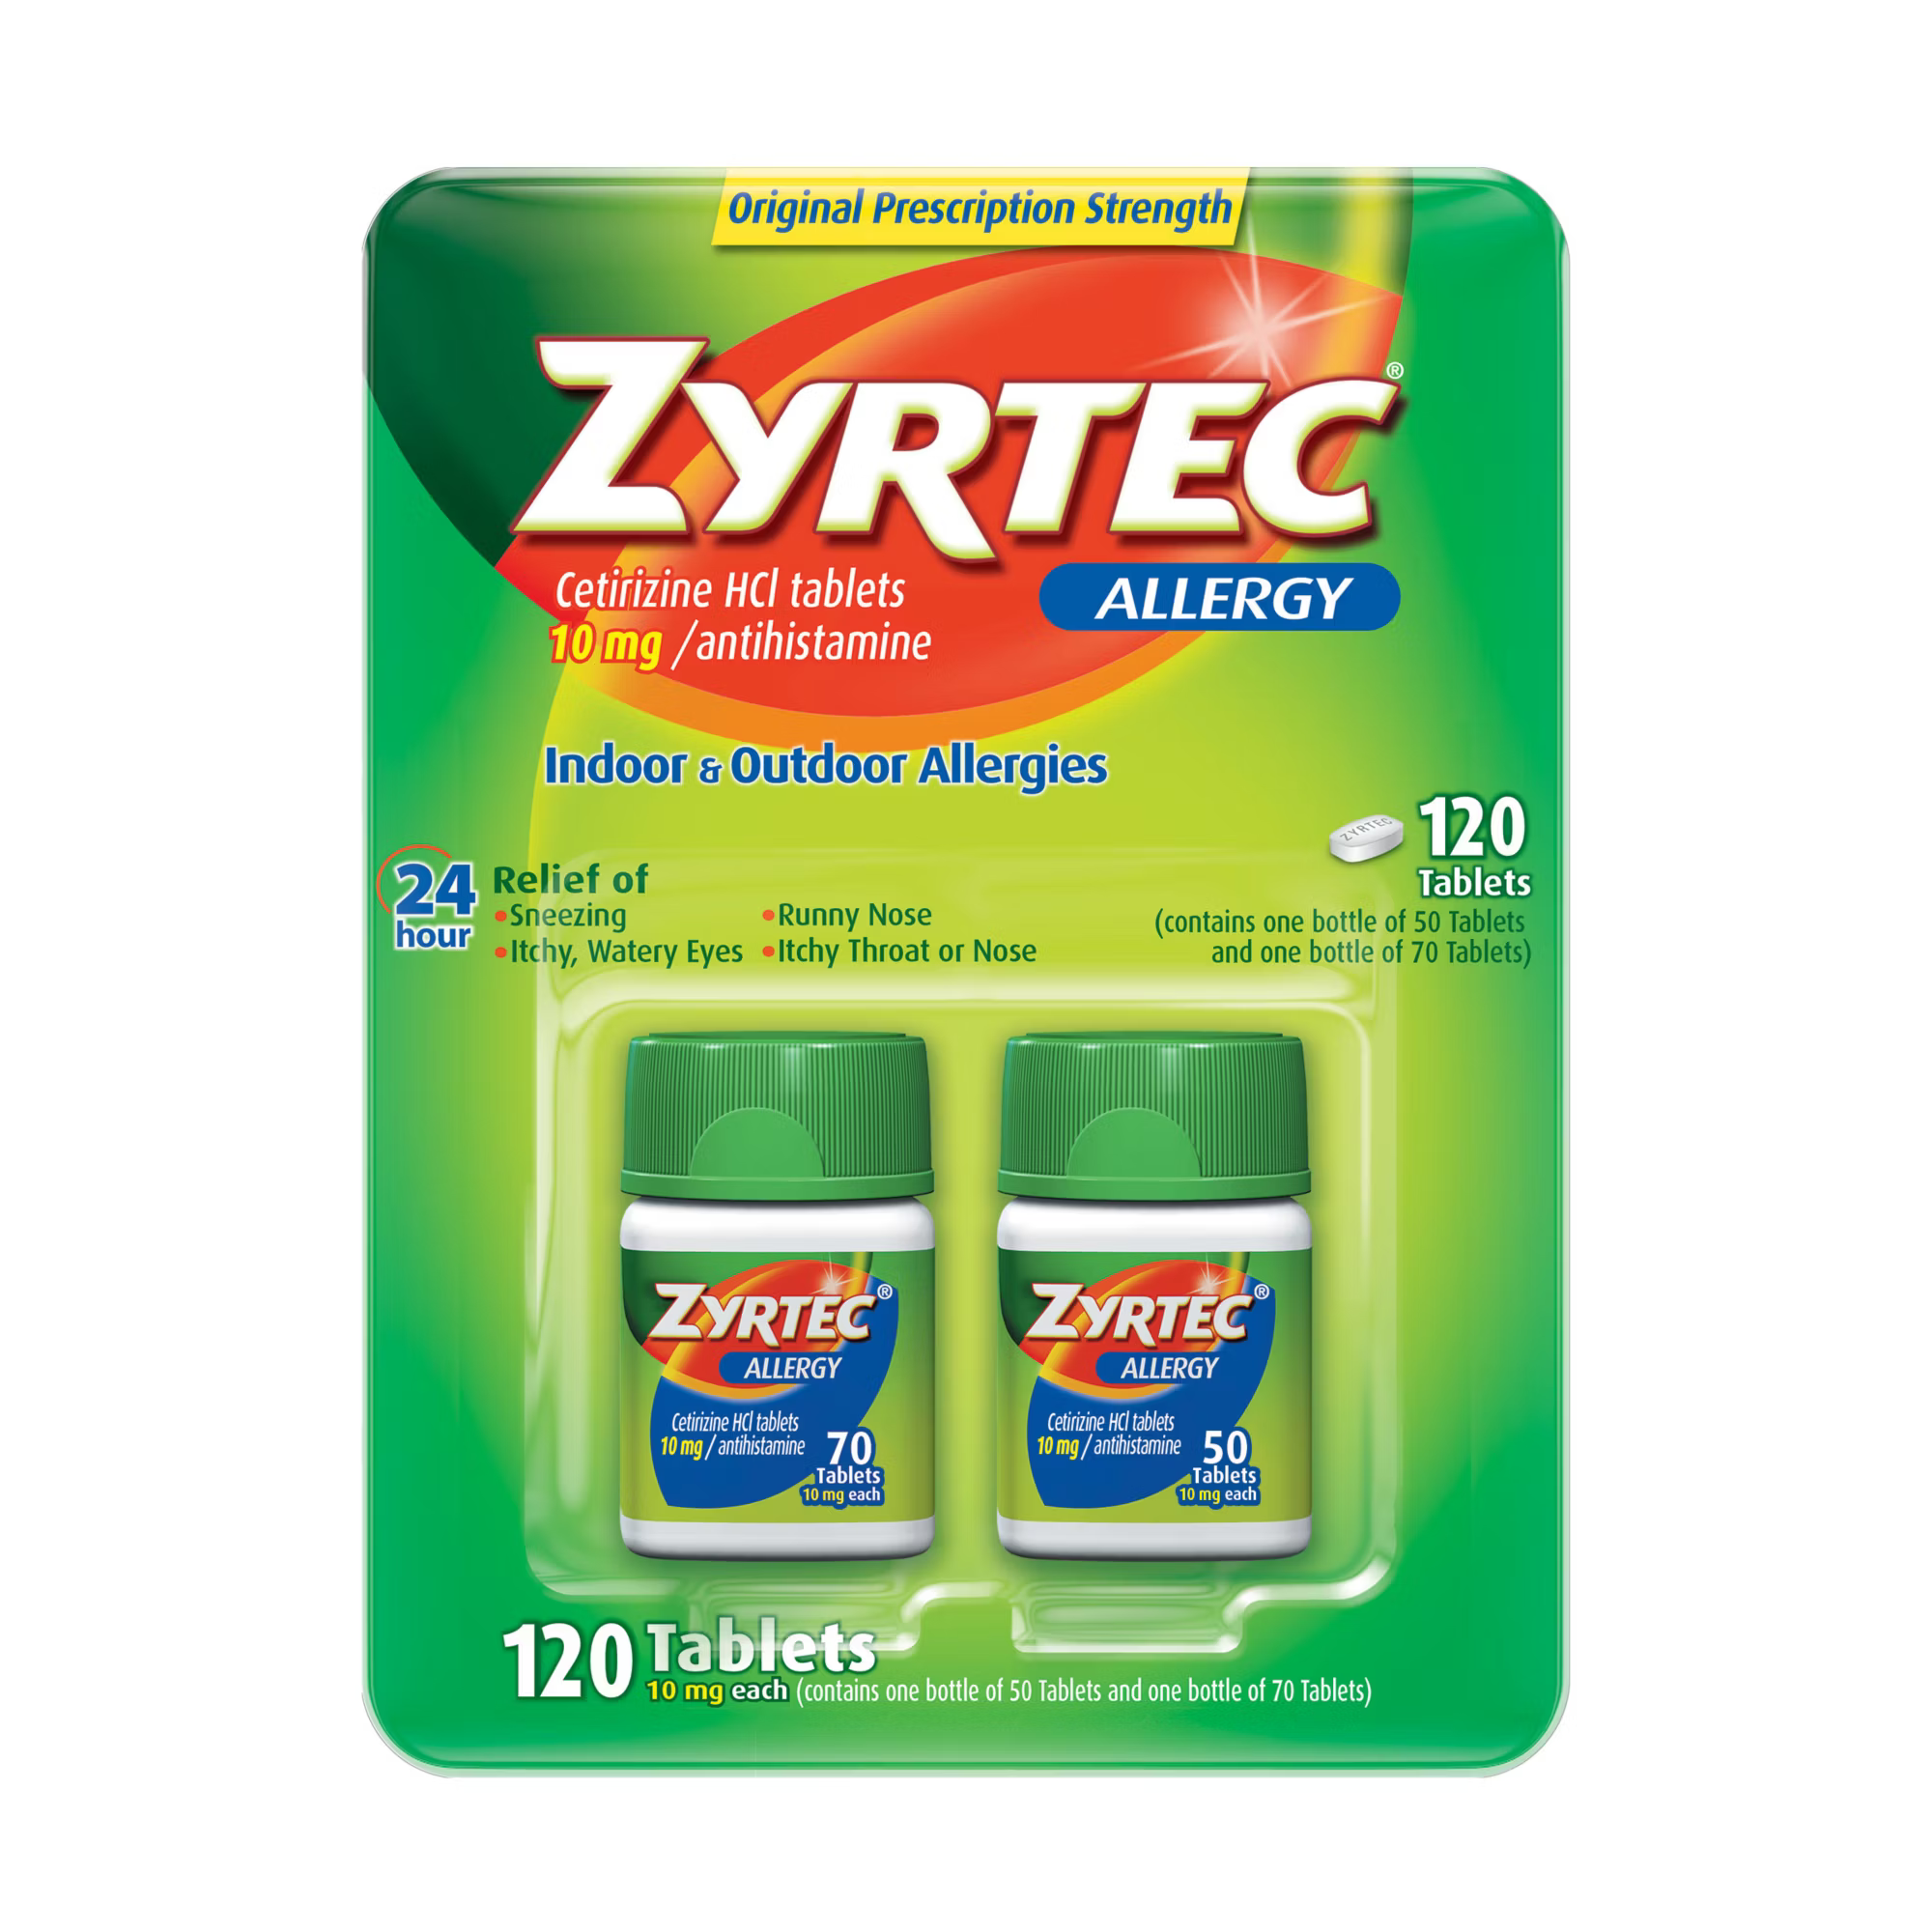 Original Prescription Strength
ZYRTEC®
Cetirizine HCl tablets
10 mg / antihistamine
ALLERGY
Indoor & Outdoor Allergies
24
hour
Relief of
•Sneezing •Runny Nose
•Itchy, Watery Eyes •Itchy Throat or Nose
ZYRTEC
120
Tablets
(contains one bottle of 50 Tablets
and one bottle of 70 Tablets)
ZYRTEC®
ALLERGY
Cetirizine HCl tablets
10 mg / antihistamine
70
Tablets
10 mg each
ZYRTEC®
ALLERGY
Cetirizine HCl tablets
10 mg / antihistamine
50
Tablets
10 mg each
120 Tablets
10 mg each (contains one bottle of 50 Tablets and one bottle of 70 Tablets)